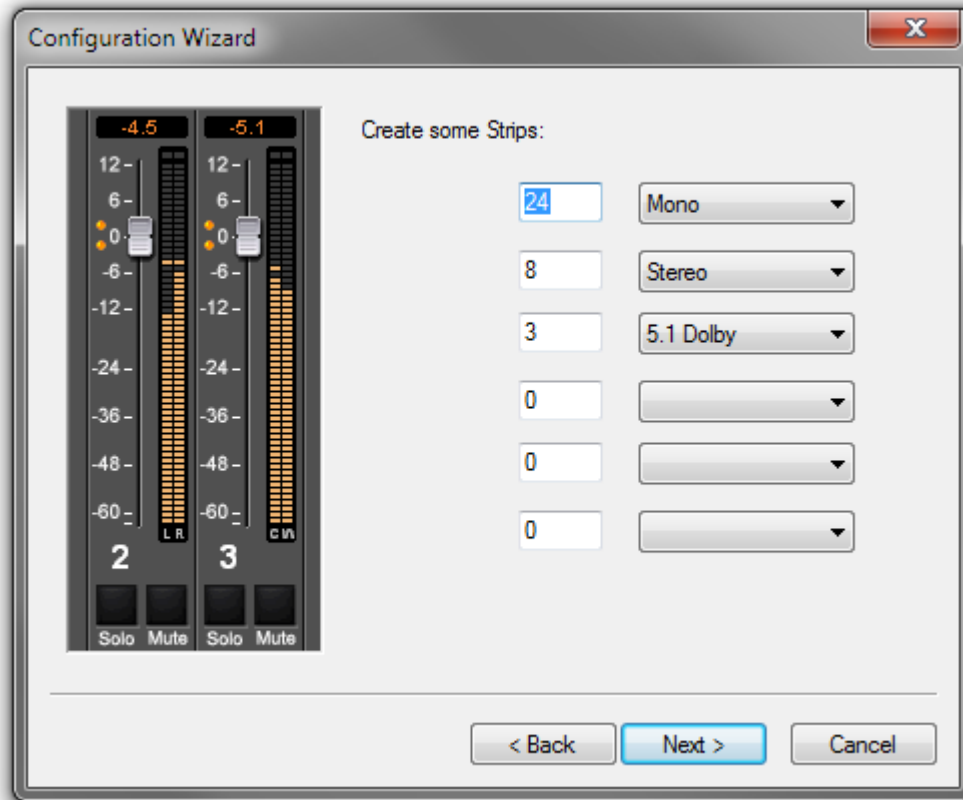 Configuration Wizard
-4.5 -5.1
Create some Strips:
12 12
24 Mono
6 6
0 0
8 Stereo
-6 -6
-12 -12
3 5.1 Dolby
-24 -24
0
-36 -36
-48 -48
0
-60 -60
0
L R
2 3
Solo Mute Solo Mute
< Back Next > Cancel